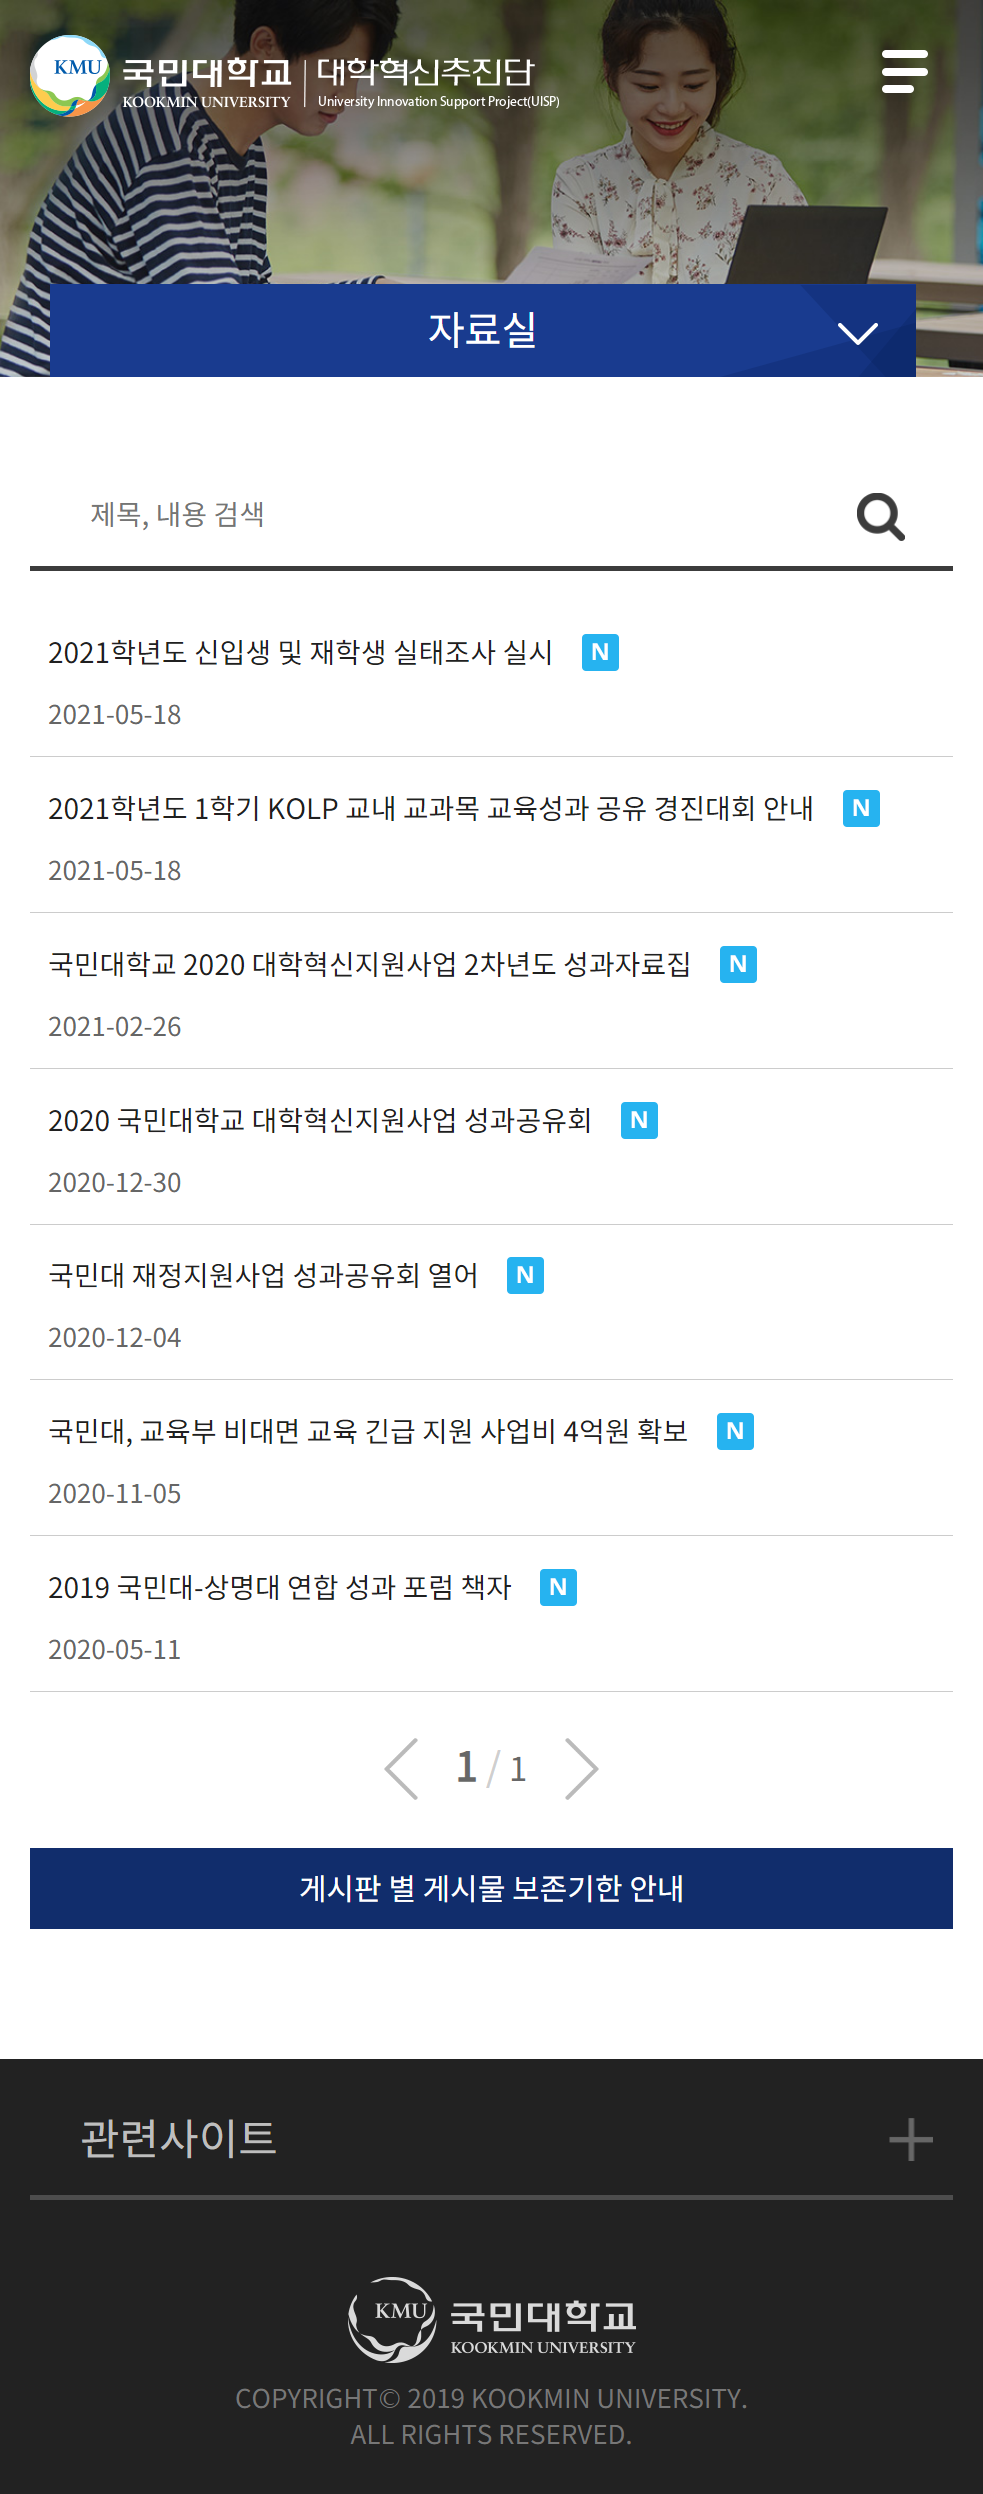 KMU 국민대학교 대학혁신추진단
KOOKMIN UNIVERSITY University Innovation Support Project(UISP)
자료실
제목, 내용 검색
2021학년도 신입생 및 재학생 실태조사 실시 N
2021-05-18
2021학년도 1학기 KOLP 교내 교과목 교육성과 공유 경진대회 안내 N
2021-05-18
국민대학교 2020 대학혁신지원사업 2차년도 성과자료집 N
2021-02-26
2020 국민대학교 대학혁신지원사업 성과공유회 N
2020-12-30
국민대 재정지원사업 성과공유회 열어 N
2020-12-04
국민대, 교육부 비대면 교육 긴급 지원 사업비 4억원 확보 N
2020-11-05
2019 국민대-상명대 연합 성과 포럼 책자 N
2020-05-11
1 / 1
게시판 별 게시물 보존기한 안내
관련사이트
KMU 국민대학교
KOOKMIN UNIVERSITY
COPYRIGHT© 2019 KOOKMIN UNIVERSITY.
ALL RIGHTS RESERVED.